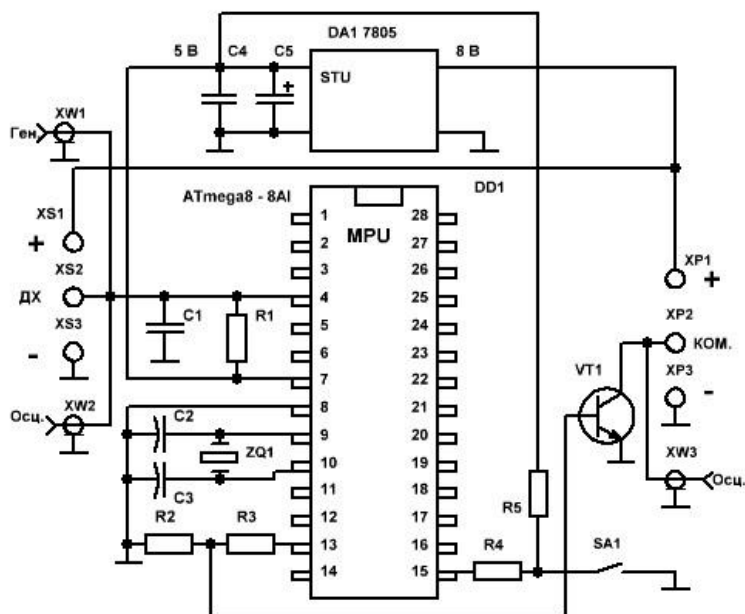 DA1 7805
5 В
C4
C5
8 В
STU
+
XW1
Ген.
ATmega8 - 8AI
DD1
MPU
XS1
+
XS2
ДХ
XS3
-
Осц.
XW2
C1
R1
C2
ZQ1
C3
R2
R3
1
2
3
4
5
6
7
8
9
10
11
12
13
14
28
27
26
25
24
23
22
21
20
19
18
17
16
15
XP1
+
XP2
КОМ.
XP3
-
VT1
XW3
Осц.
R5
R4
SA1